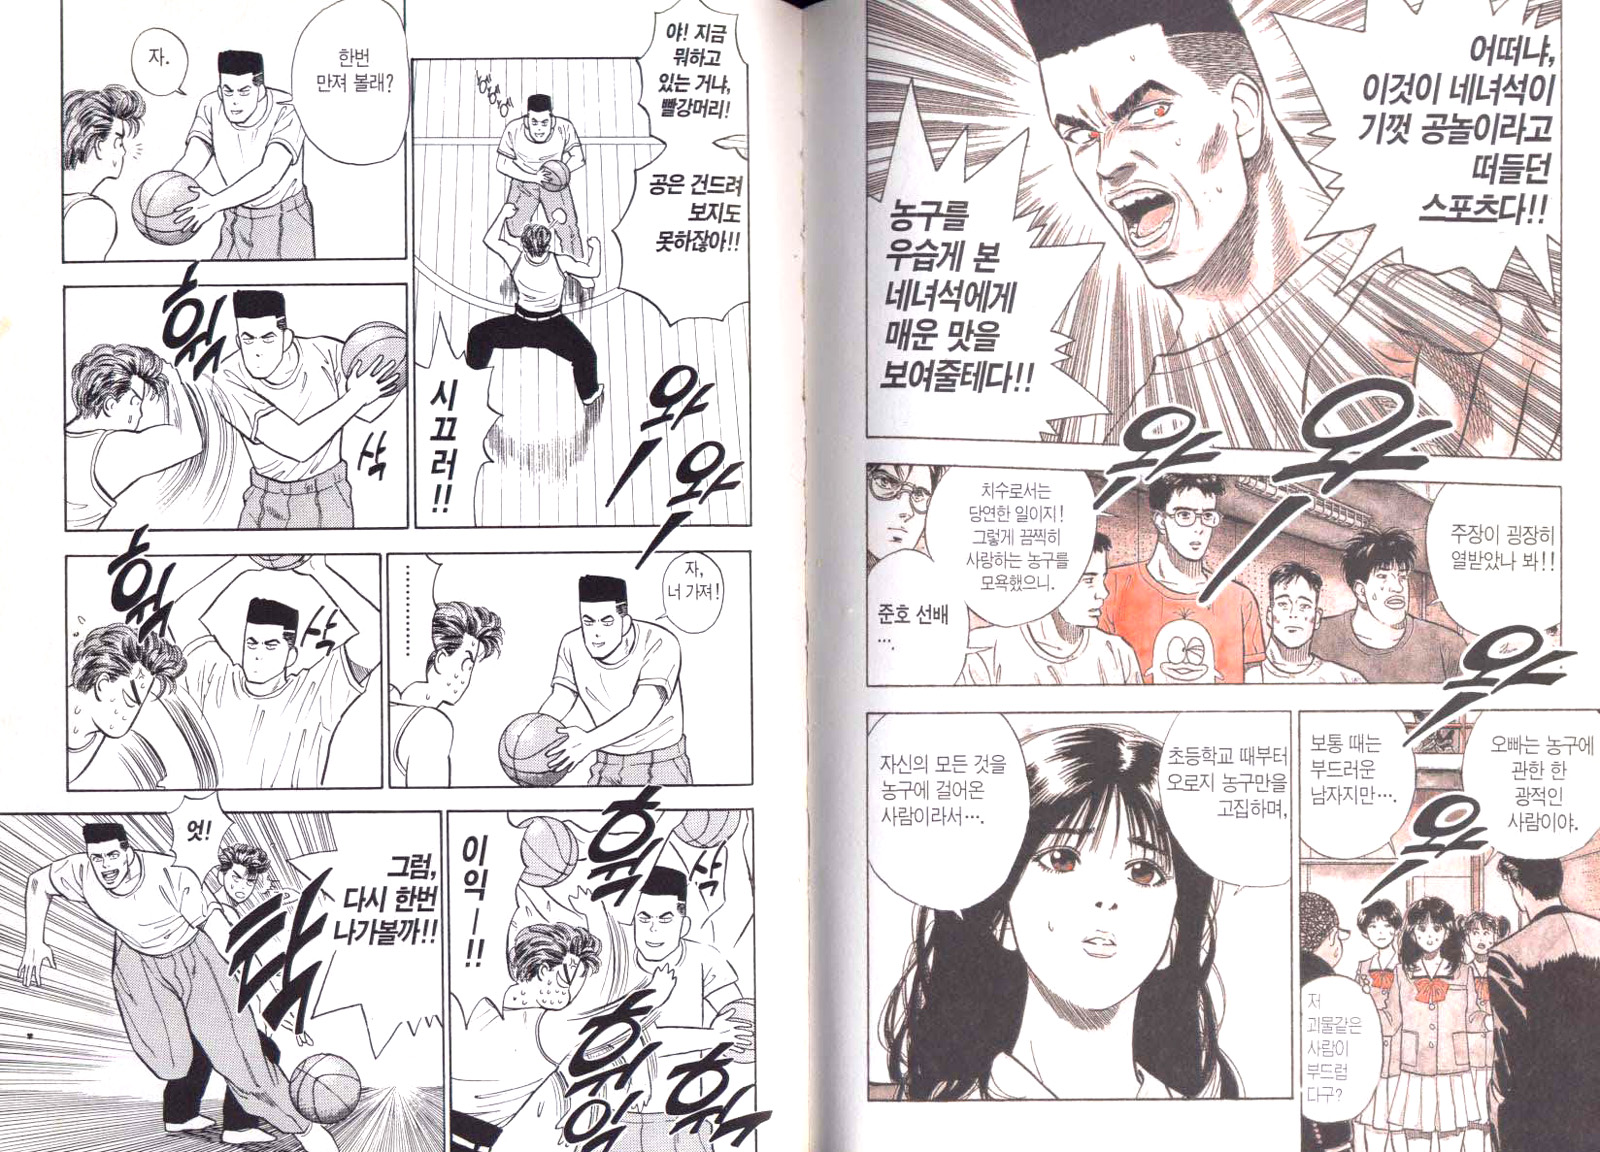 어떠냐,
이것이 네녀석이
기껏 공놀이라고
떠들던
스포츠다!!
농구를
우습게 본
네녀석에게
매운 맛을
보여줄테다!!
와
와
주장이 굉장히
열받았나 봐!!
치수로서는
당연한 일이지!
그렇게 끔찍히
사랑하는 농구를
모욕했으니.
준호 선배
….
와
와
오빠는 농구에
관한 한
광적인
사람이야.
보통 때는
부드러운
남자지만….
저
괴물같은
사람이
부드럽
다구?
초등학교 때부터
오로지 농구만을
고집하며,
자신의 모든 것을
농구에 걸어온
사람이라서….
야! 지금
뭐하고
있는 거냐,
빨강머리!
공은 건드려
보지도
못하잖아!!
시끄러!!
와
와
한번
만져 볼래?
자.
휙
삭
자,
너 가져!
………
휙
삭
이익—!!
휙
삭
휙
휙
휙
그럼,
다시 한번
나가볼까!!
엇!
탁